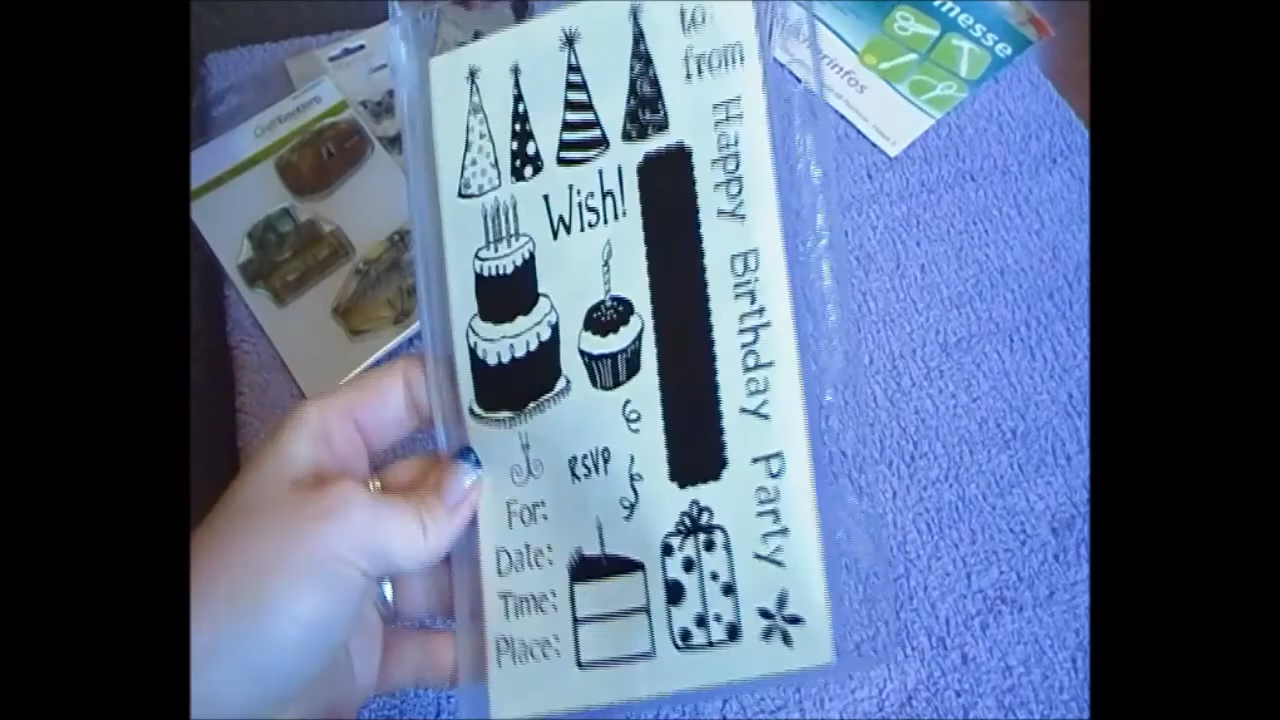 to
from
Wish!
Happy Birthday Party
RSVP
For:
Date:
Time:
Place:
messe